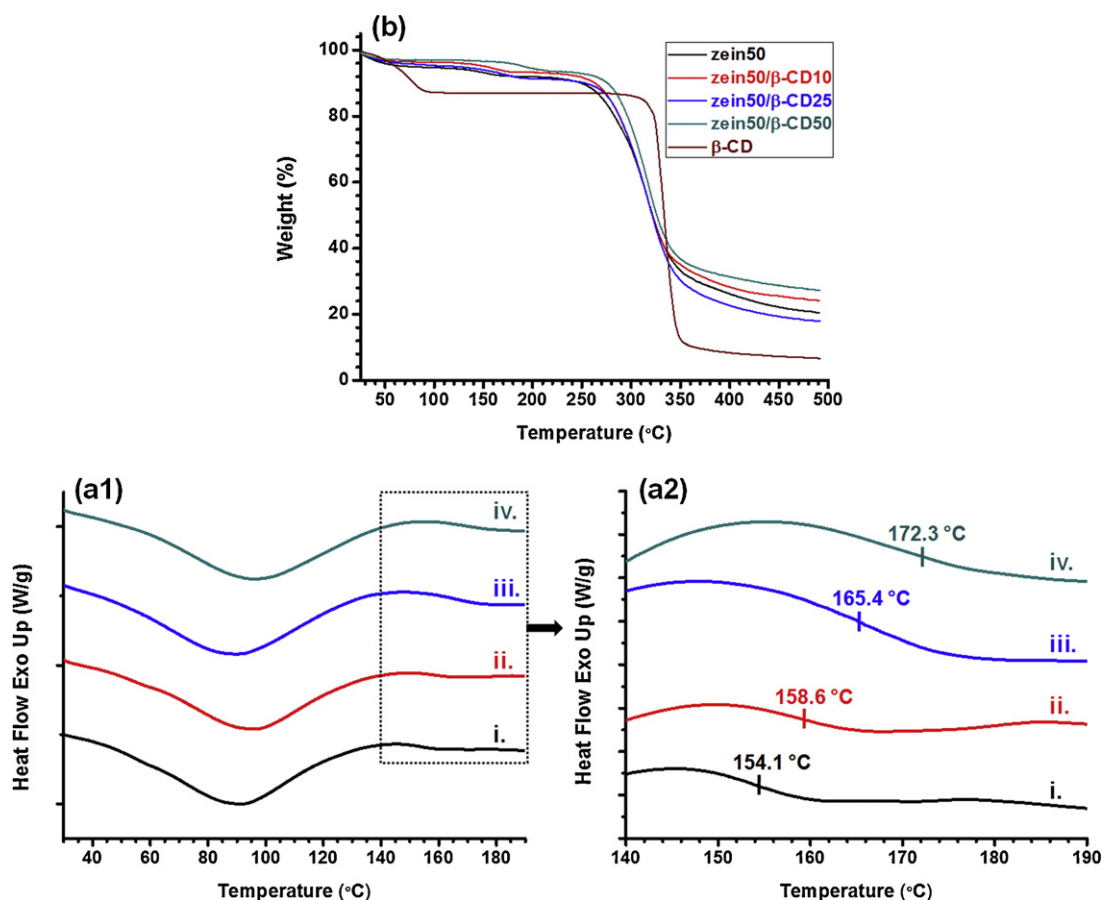 (b)
zein50
zein50/β-CD10
zein50/β-CD25
zein50/β-CD50
β-CD
Weight (%)
100
80
60
40
20
0
50 100 150 200 250 300 350 400 450 500
Temperature (°C)
(a1)
Heat Flow Exo Up (W/g)
iv.
iii.
ii.
i.
40 60 80 100 120 140 160 180
Temperature (°C)
(a2)
Heat Flow Exo Up (W/g)
172.3 °C
iv.
165.4 °C
iii.
158.6 °C
ii.
154.1 °C
i.
140 150 160 170 180 190
Temperature (°C)